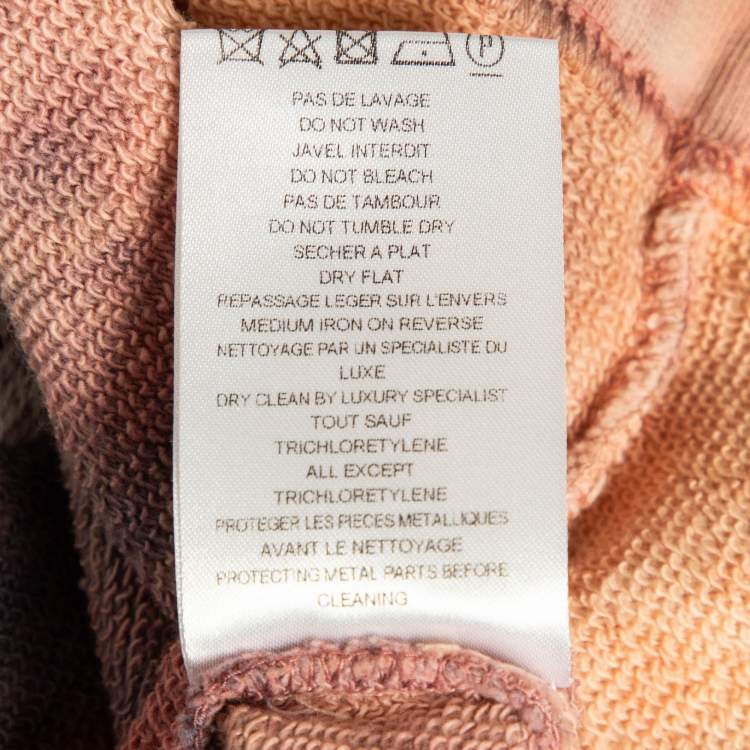 P
PAS DE LAVAGE
DO NOT WASH
JAVEL INTERDIT
DO NOT BLEACH
PAS DE TAMBOUR
DO NOT TUMBLE DRY
SECHER A PLAT
DRY FLAT
REPASSAGE LEGER SUR L'ENVERS
MEDIUM IRON ON REVERSE
NETTOYAGE PAR UN SPECIALISTE DU
LUXE
DRY CLEAN BY LUXURY SPECIALIST
TOUT SAUF
TRICHLORETYLENE
ALL EXCEPT
TRICHLORETYLENE
PROTEGER LES PIECES METALLIQUES
AVANT LE NETTOYAGE
PROTECTING METAL PARTS BEFORE
CLEANING